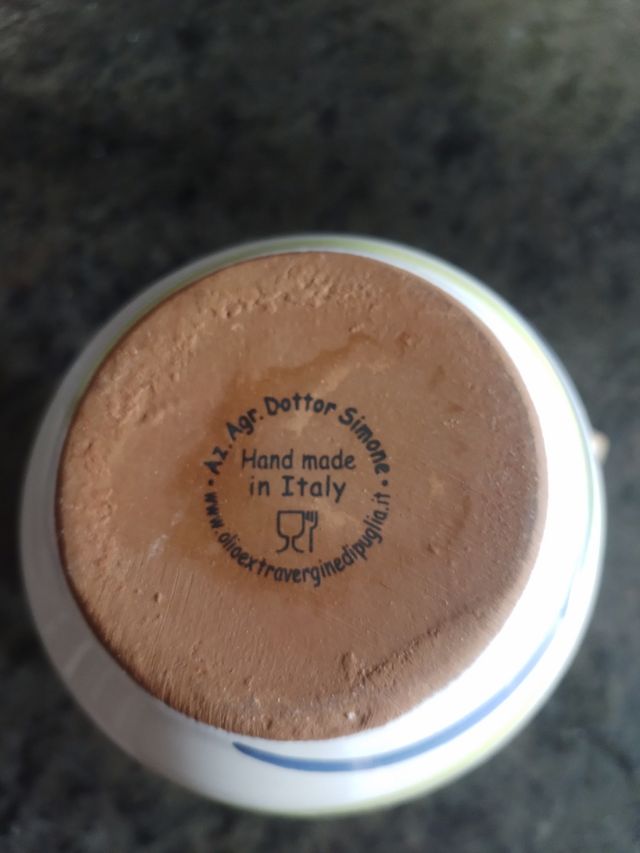 • Az. Agr. Dottor Simone •
Hand made
in Italy
www.olioextraverginedipuglia.it